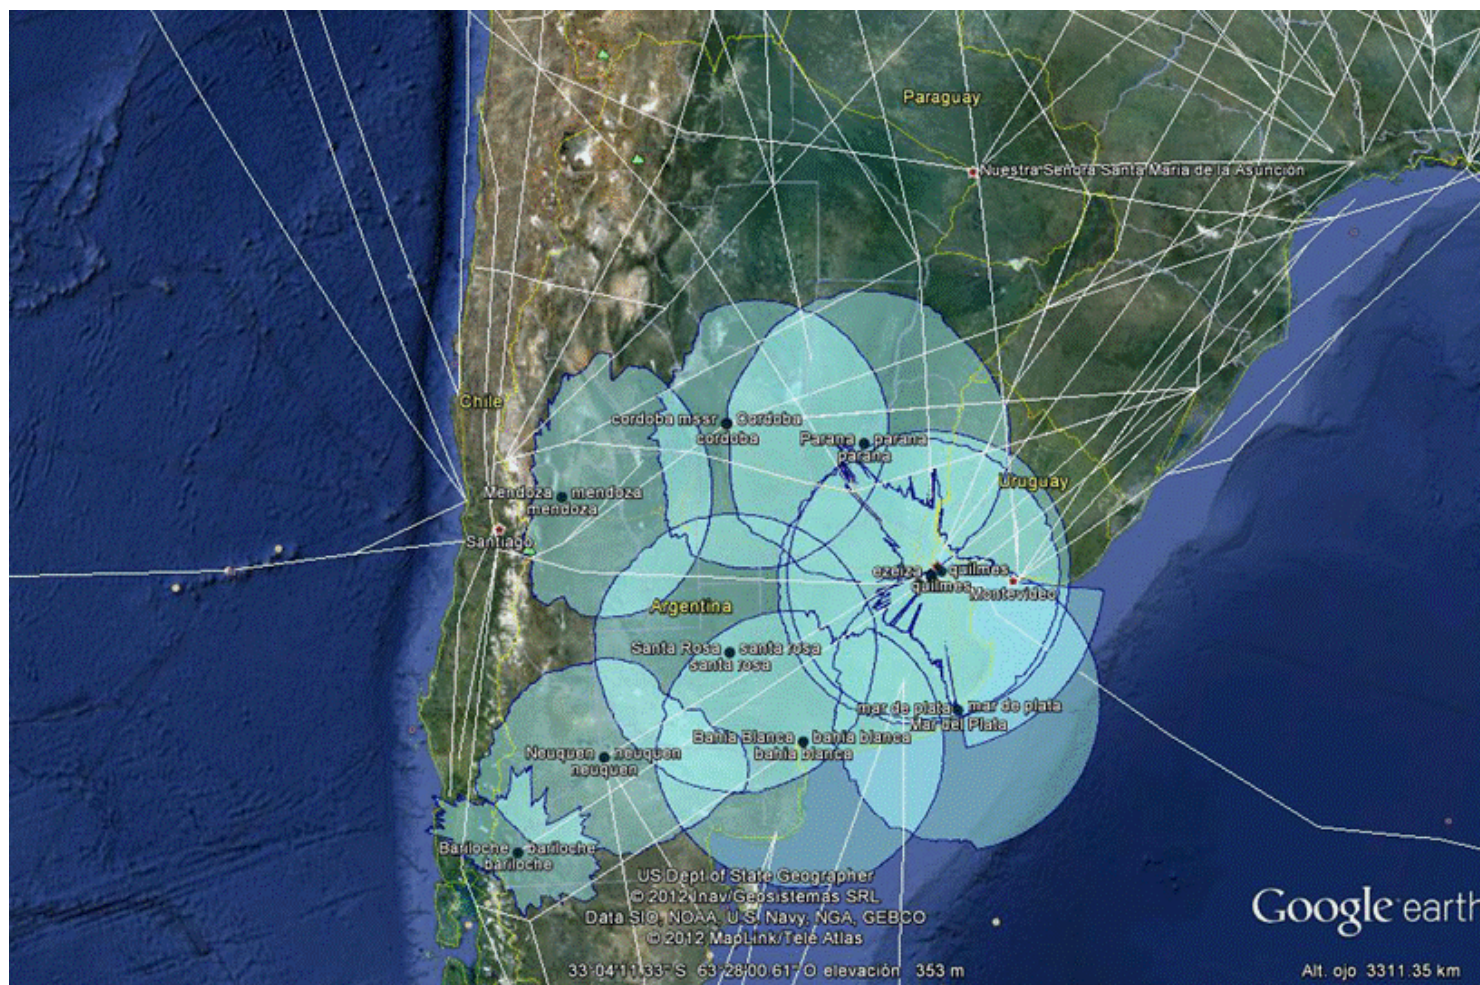 Paraguay
Nuestra Señora Santa Maria de la Asunción
Chile
cordoba mssr Cordoba
cordoba
Parana parana
parana
Uruguay
Mendoza mendoza
mendoza
Santiago
ezeiza quilmes
quilmes
Montevideo
Argentina
Santa Rosa santa rosa
santa rosa
mar de plata mar de plata
Mar del Plata
Bahia Blanca bahia blanca
bahia blanca
Neuquen neuquen
neuquen
Bariloche bariloche
bariloche
US Dept of State Geographer
© 2012 Inav/Geosistemas SRL
Data SIO, NOAA, U.S. Navy, NGA, GEBCO
© 2012 MapLink/Tele Atlas
Google earth
33°04'11.33" S 63°28'00.61" O elevación 353 m
Alt. ojo 3311.35 km